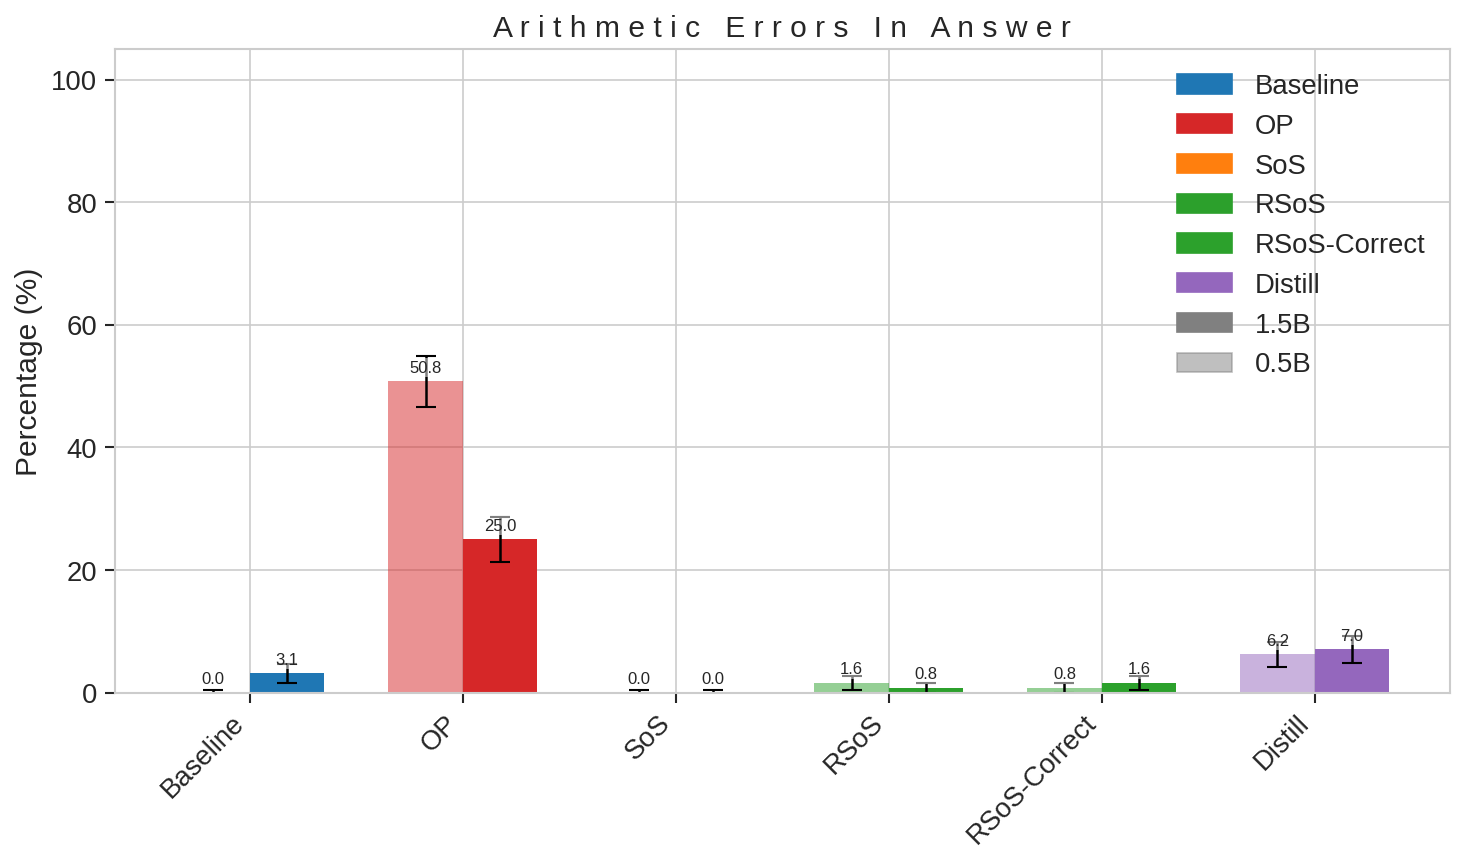 Arithmetic Errors In Answer
Percentage (%)
100
80
60
40
20
0
Baseline
OP
SoS
RSoS
RSoS-Correct
Distill
1.5B
0.5B
0.0
3.1
50.8
25.0
0.0
0.0
1.6
0.8
0.8
1.6
6.2
7.0
Baseline
OP
SoS
RSoS
RSoS-Correct
Distill